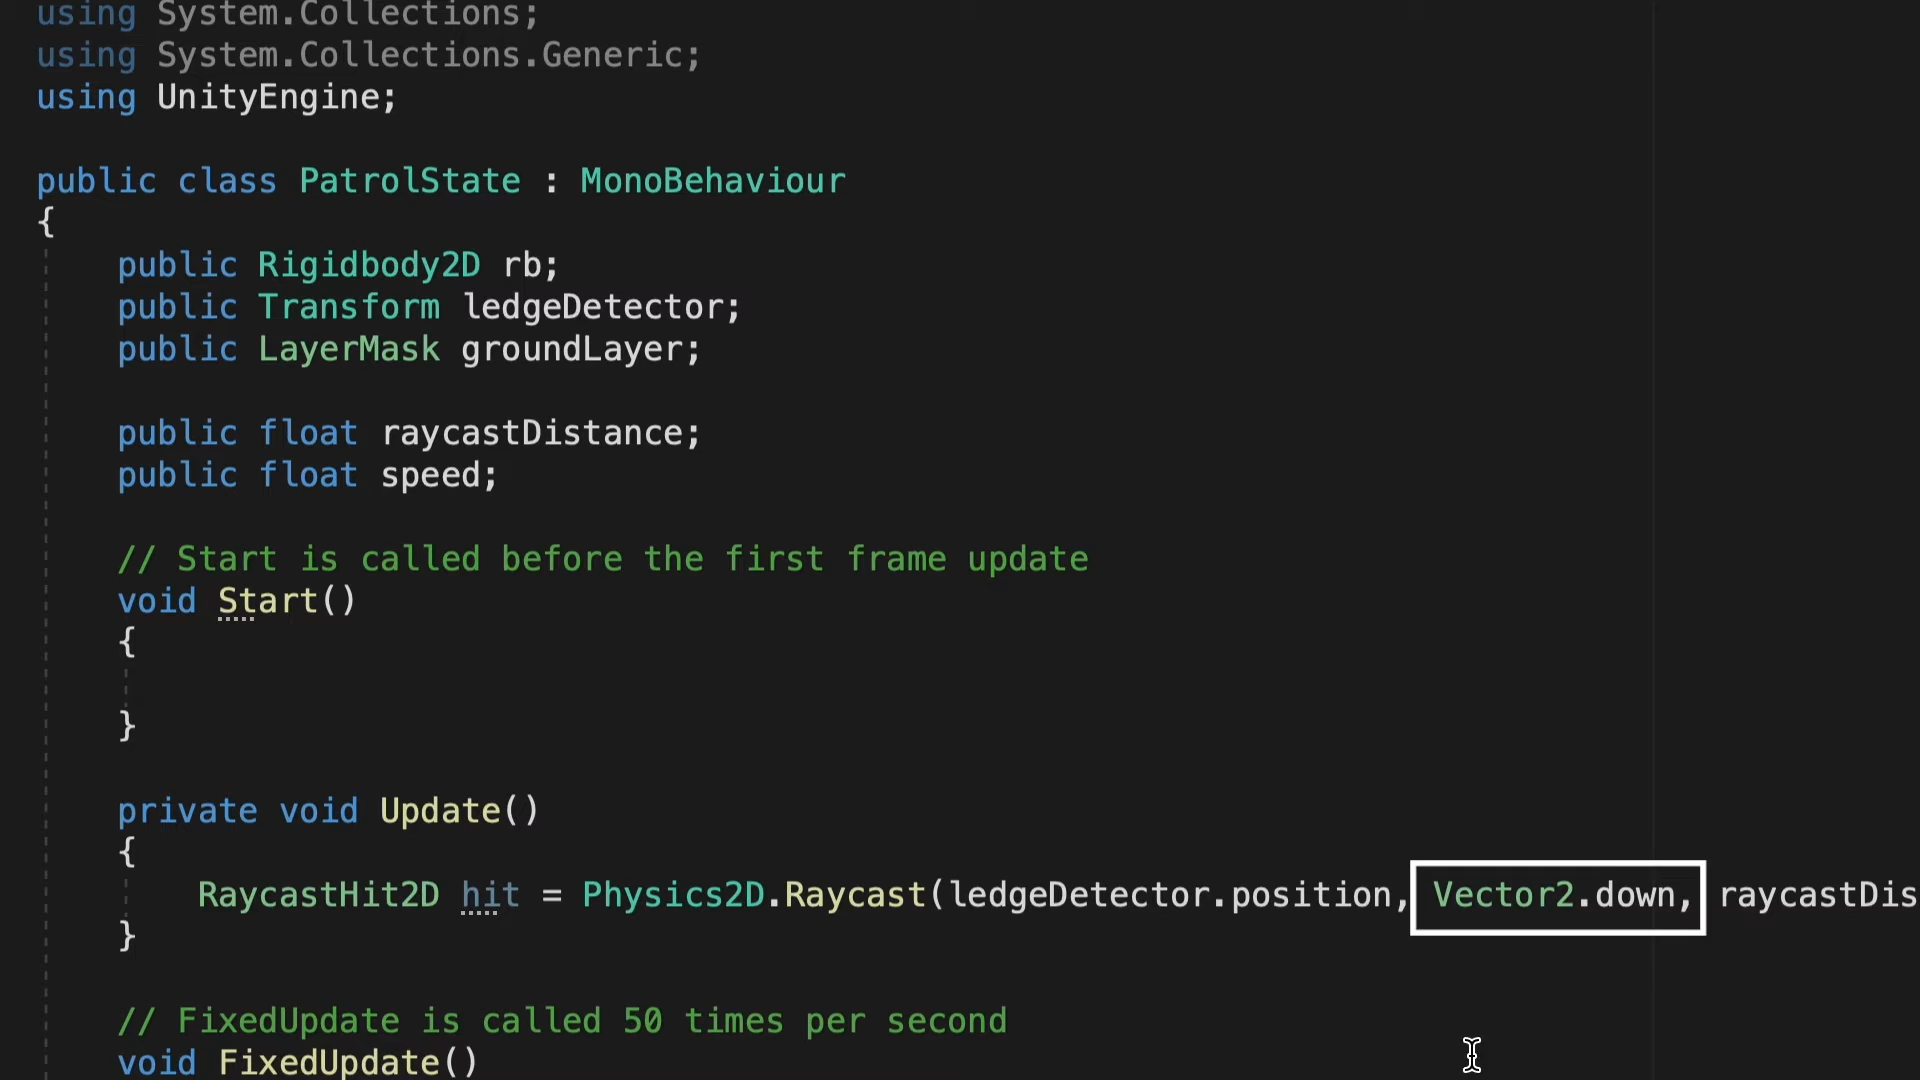 using System.Collections;
using System.Collections.Generic;
using UnityEngine;
public class PatrolState : MonoBehaviour
{
public Rigidbody2D rb;
public Transform ledgeDetector;
public LayerMask groundLayer;
public float raycastDistance;
public float speed;
// Start is called before the first frame update
void Start()
{
}
private void Update()
{
RaycastHit2D hit = Physics2D.Raycast(ledgeDetector.position, Vector2.down, raycastDis
}
// FixedUpdate is called 50 times per second
void FixedUpdate()